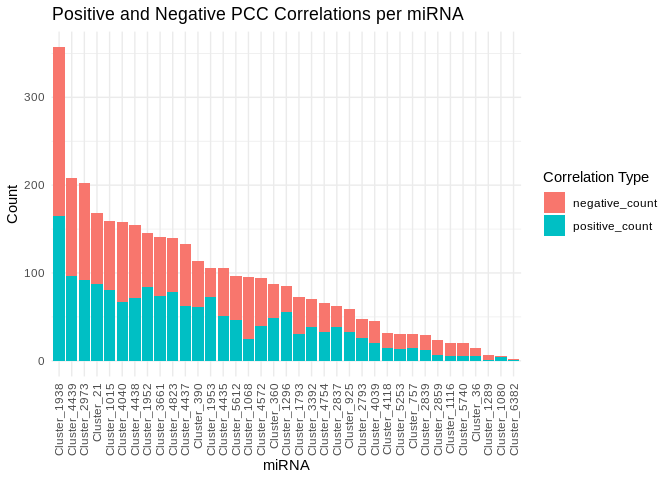 Positive and Negative PCC Correlations per miRNA
Count
300
200
100
0
Cluster_1938
Cluster_4439
Cluster_2973
Cluster_21
Cluster_1015
Cluster_4040
Cluster_4438
Cluster_1952
Cluster_3661
Cluster_4823
Cluster_4437
Cluster_390
Cluster_1953
Cluster_4435
Cluster_5612
Cluster_1068
Cluster_4572
Cluster_360
Cluster_1296
Cluster_1793
Cluster_3392
Cluster_4754
Cluster_2837
Cluster_925
Cluster_2793
Cluster_4039
Cluster_4118
Cluster_5253
Cluster_757
Cluster_2839
Cluster_2859
Cluster_1116
Cluster_5740
Cluster_36
Cluster_1289
Cluster_1080
Cluster_6382
miRNA
Correlation Type
negative_count
positive_count